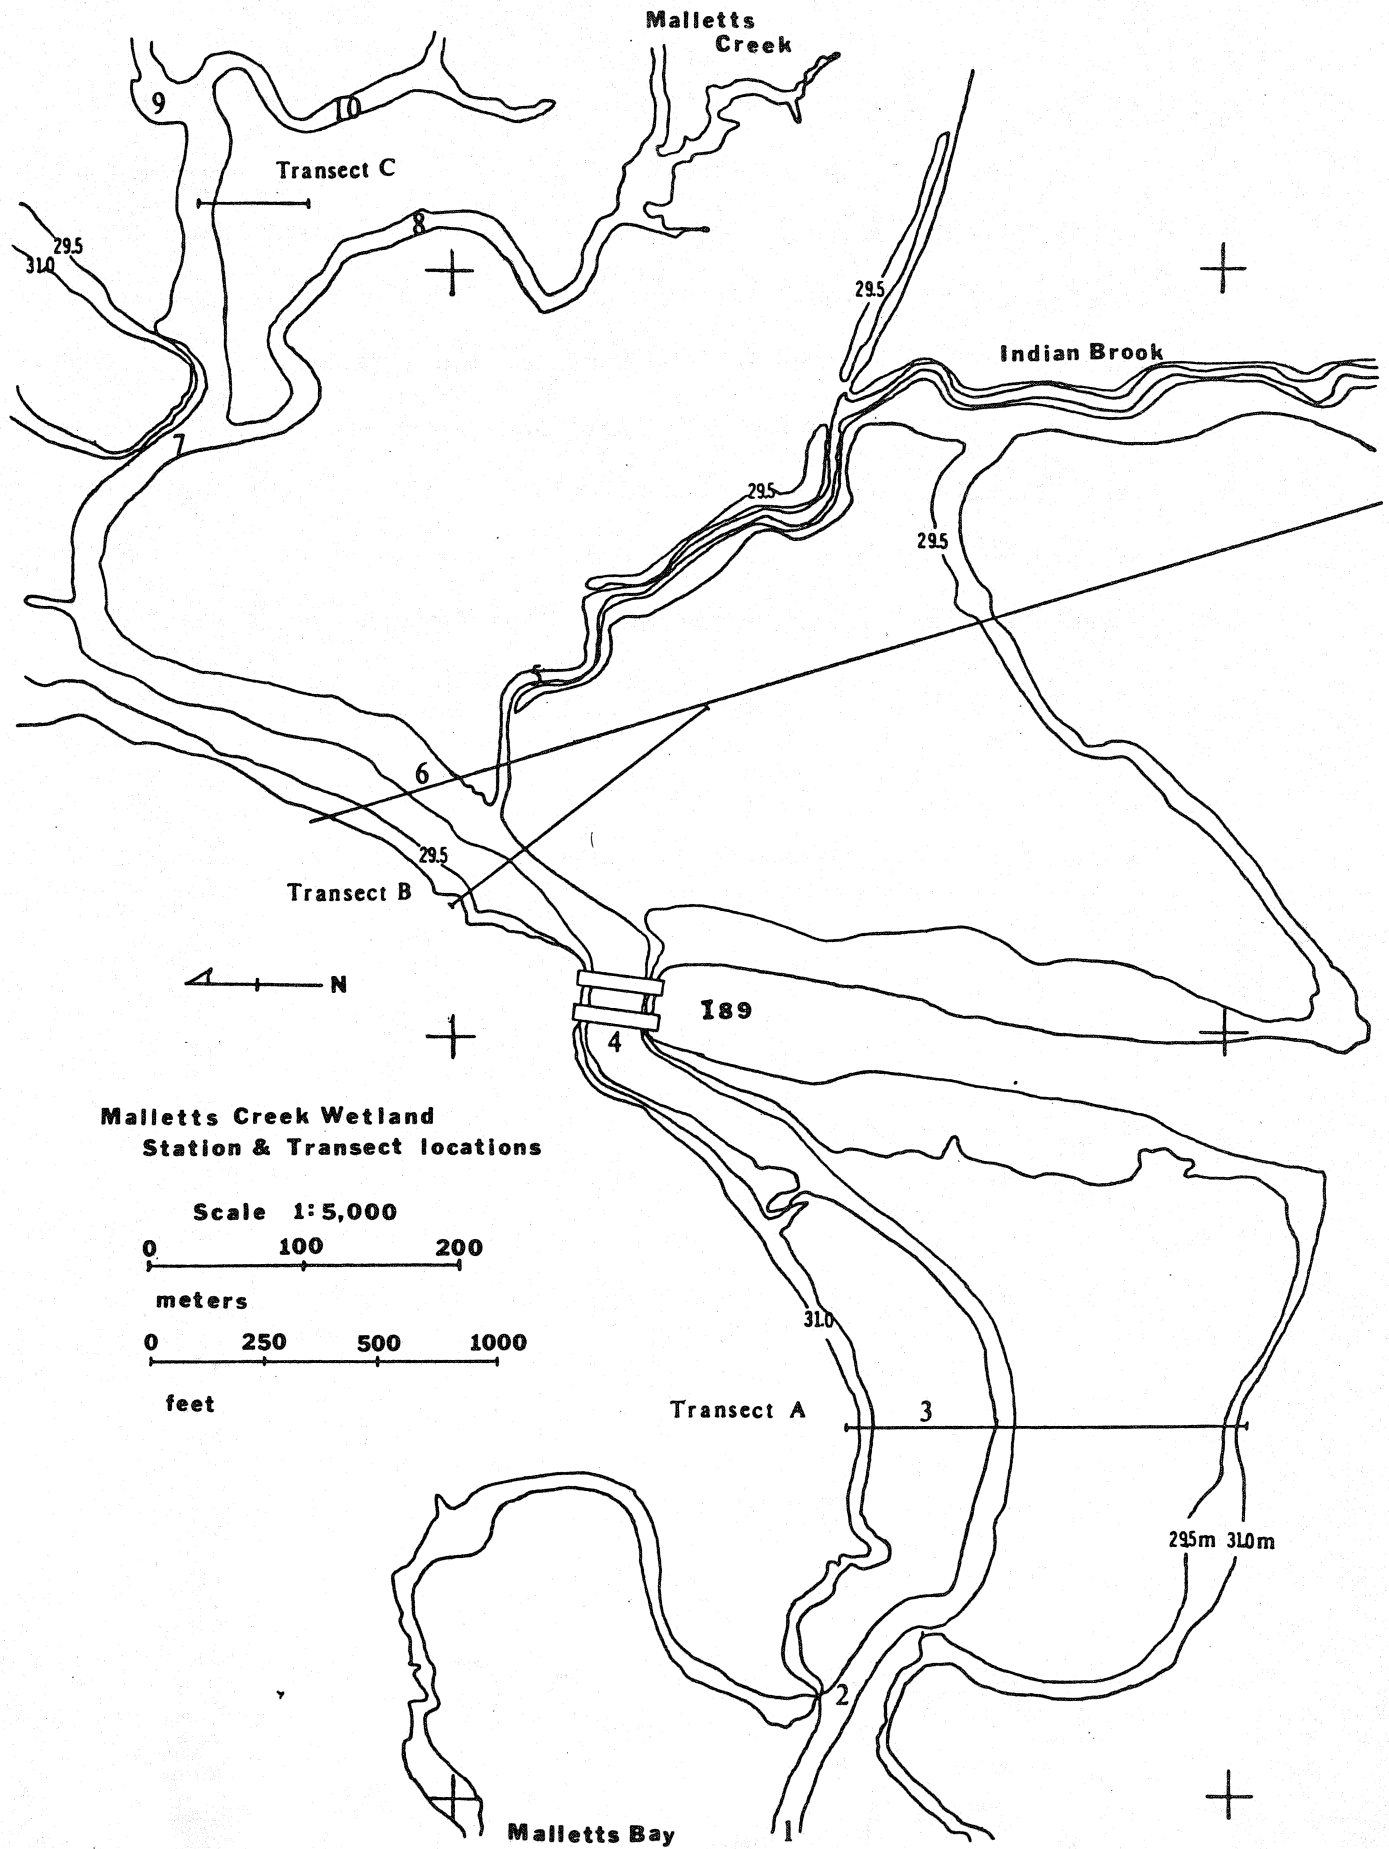 Malletts
Creek
9
10
Transect C
8
29.5
31.0
29.5
Indian Brook
7
29.5
29.5
5
6
29.5
Transect B
N
I89
4
Malletts Creek Wetland
Station & Transect locations
Scale 1:5,000
0 100 200
meters
31.0
0 250 500 1000
feet
Transect A
3
29.5m 31.0m
2
Malletts Bay
1